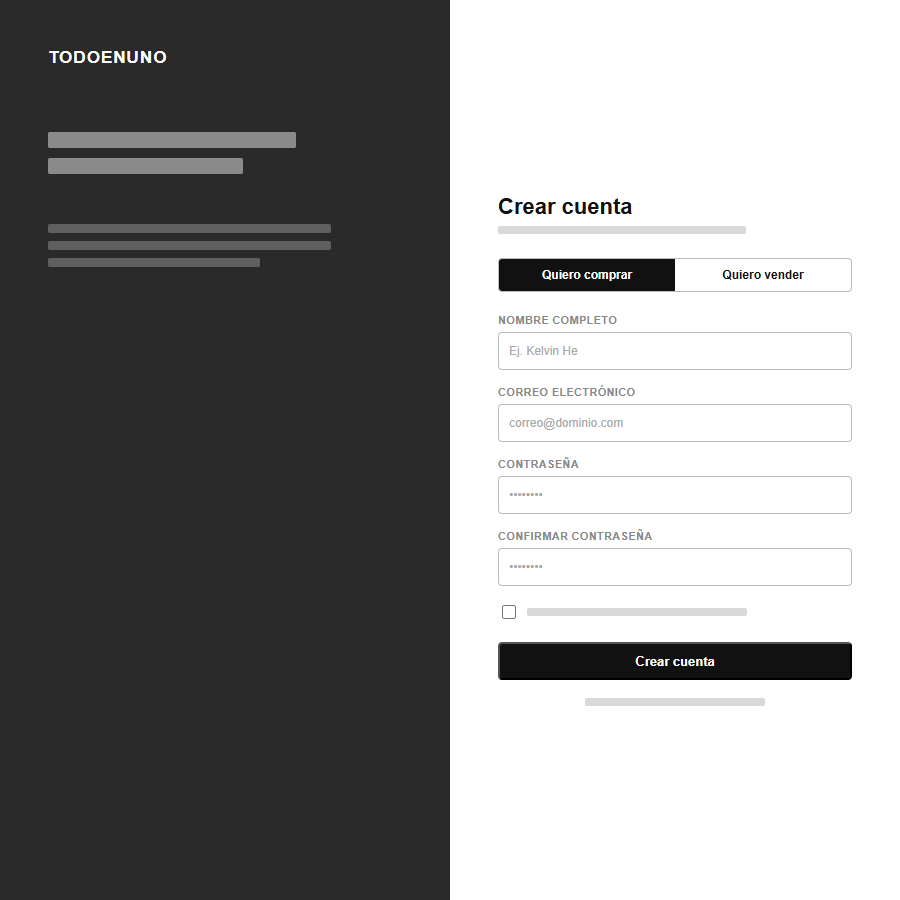 TODOENUNO
Crear cuenta
Quiero comprar
Quiero vender
NOMBRE COMPLETO
Ej. Kelvin He
CORREO ELECTRÓNICO
correo@dominio.com
CONTRASEÑA
••••••••
CONFIRMAR CONTRASEÑA
••••••••
Crear cuenta